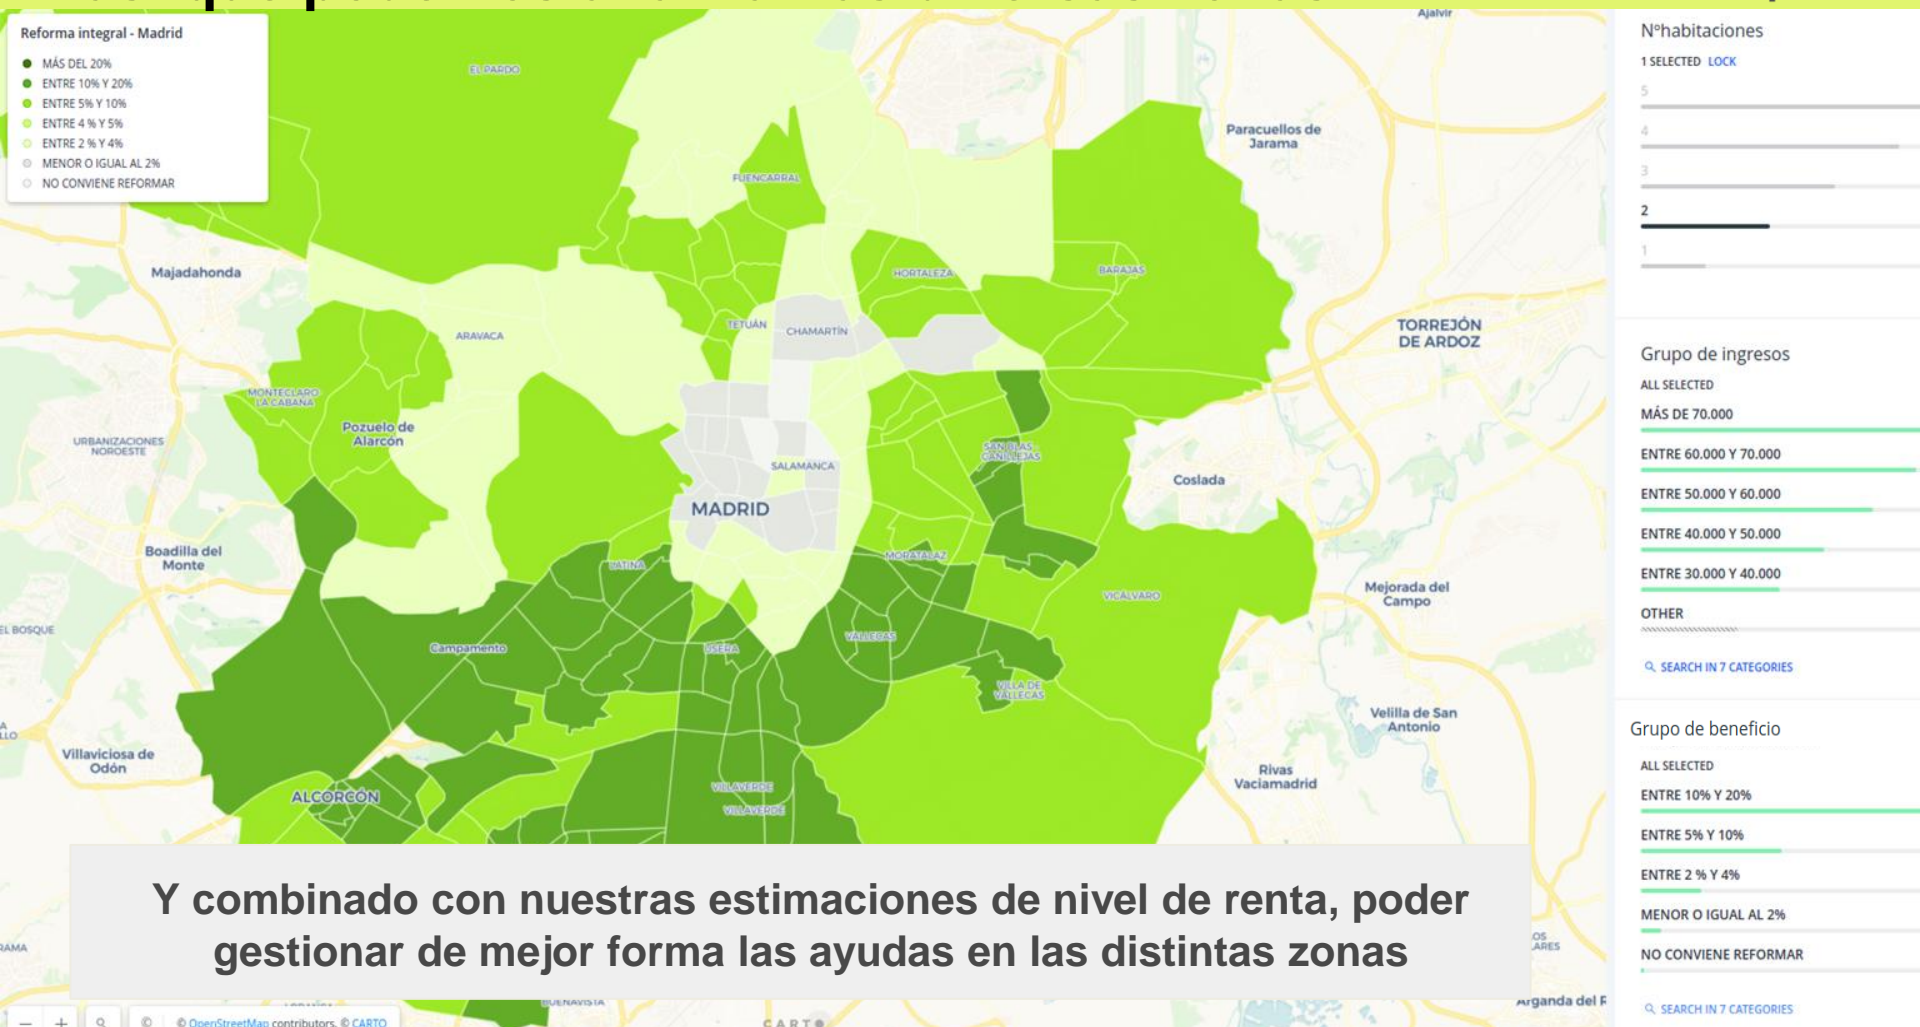 Ajalvir
Reforma integral - Madrid
MÁS DEL 20%
ENTRE 10% Y 20%
ENTRE 5% Y 10%
ENTRE 4 % Y 5%
ENTRE 2 % Y 4%
MENOR O IGUAL AL 2%
NO CONVIENE REFORMAR
EL PARDO
Paracuellos de
Jarama
FUENCARRAL
Majadahonda
HORTALEZA
BARAJAS
ARAVACA
TETUÁN
CHAMARTÍN
TORREJÓN
DE ARDOZ
MONTECLARO
LA CABAÑA
Pozuelo de
Alarcón
URBANIZACIONES
NOROESTE
SAN BLAS
CANILLEJAS
SALAMANCA
Coslada
MADRID
Boadilla del
Monte
LATINA
MORATALAZ
VICÁLVARO
Mejorada del
Campo
EL BOSQUE
Campamento
USERA
VALLECAS
VILLA DE
VALLECAS
Velilla de San
Antonio
Villaviciosa de
Odón
ALCORCÓN
VILLAVERDE
VILLAVERDE
Rivas
Vaciamadrid
Y combinado con nuestras estimaciones de nivel de renta, poder
gestionar de mejor forma las ayudas en las distintas zonas
BUENAVISTA
Arganda del R
© OpenStreetMap contributors, © CARTO
CARTO
Nºhabitaciones
1 SELECTED LOCK
5
4
3
2
1
Grupo de ingresos
ALL SELECTED
MÁS DE 70.000
ENTRE 60.000 Y 70.000
ENTRE 50.000 Y 60.000
ENTRE 40.000 Y 50.000
ENTRE 30.000 Y 40.000
OTHER
SEARCH IN 7 CATEGORIES
Grupo de beneficio
ALL SELECTED
ENTRE 10% Y 20%
ENTRE 5% Y 10%
ENTRE 2 % Y 4%
MENOR O IGUAL AL 2%
NO CONVIENE REFORMAR
SEARCH IN 7 CATEGORIES